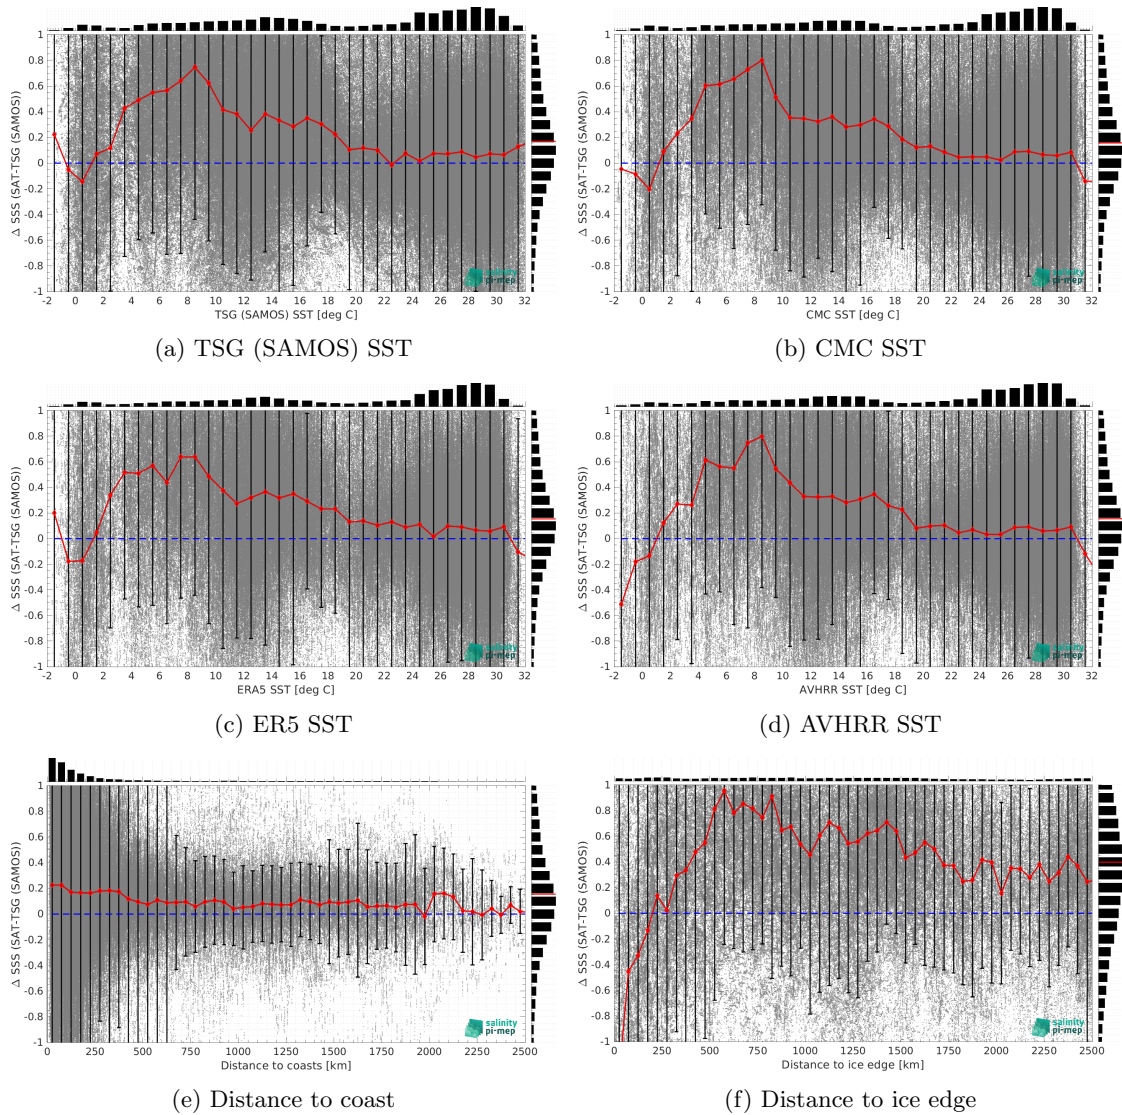 1
0.8
0.6
0.4
0.2
0
-0.2
-0.4
-0.6
-0.8
-1
Δ SSS (SAT-TSG (SAMOS))
salinity
pi-mep
-2 0 2 4 6 8 10 12 14 16 18 20 22 24 26 28 30 32
TSG (SAMOS) SST [deg C]
(a) TSG (SAMOS) SST
1
0.8
0.6
0.4
0.2
0
-0.2
-0.4
-0.6
-0.8
-1
Δ SSS (SAT-TSG (SAMOS))
salinity
pi-mep
-2 0 2 4 6 8 10 12 14 16 18 20 22 24 26 28 30 32
CMC SST [deg C]
(b) CMC SST
1
0.8
0.6
0.4
0.2
0
-0.2
-0.4
-0.6
-0.8
-1
Δ SSS (SAT-TSG (SAMOS))
salinity
pi-mep
-2 0 2 4 6 8 10 12 14 16 18 20 22 24 26 28 30 32
ERA5 SST [deg C]
(c) ER5 SST
1
0.8
0.6
0.4
0.2
0
-0.2
-0.4
-0.6
-0.8
-1
Δ SSS (SAT-TSG (SAMOS))
salinity
pi-mep
-2 0 2 4 6 8 10 12 14 16 18 20 22 24 26 28 30 32
AVHRR SST [deg C]
(d) AVHRR SST
1
0.8
0.6
0.4
0.2
0
-0.2
-0.4
-0.6
-0.8
-1
Δ SSS (SAT-TSG (SAMOS))
salinity
pi-mep
0 250 500 750 1000 1250 1500 1750 2000 2250 2500
Distance to coasts [km]
(e) Distance to coast
1
0.8
0.6
0.4
0.2
0
-0.2
-0.4
-0.6
-0.8
-1
Δ SSS (SAT-TSG (SAMOS))
salinity
pi-mep
0 250 500 750 1000 1250 1500 1750 2000 2250 2500
Distance to ice edge [km]
(f) Distance to ice edge